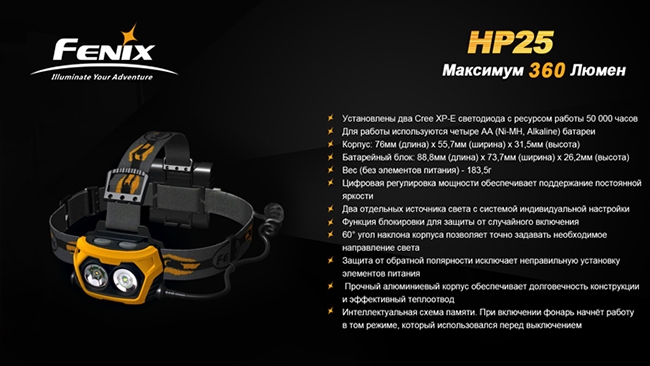 FENIX
Illuminate Your Adventure
HP25
Максимум 360 Люмен
Установлены два Cree XP-E светодиода с ресурсом работы 50 000 часов
Для работы используются четыре AA (Ni-MH, Alkaline) батареи
Корпус: 76мм (длина) x 55,7мм (ширина) x 31,5мм (высота)
Батарейный блок: 88,8мм (длина) x 73,7мм (ширина) x 26,2мм (высота)
Вес (без элементов питания) - 183,5г
Цифровая регулировка мощности обеспечивает поддержание постоянной
яркости
Два отдельных источника света с системой индивидуальной настройки
Функция блокировки для защиты от случайного включения
60° угол наклона корпуса позволяет точно задавать необходимое
направление света
Защита от обратной полярности исключает неправильную установку
элементов питания
Прочный алюминиевый корпус обеспечивает долговечность конструкции
и эффективный теплоотвод
Интеллектуальная схема памяти. При включении фонарь начнёт работу
в том режиме, который использовался перед выключением